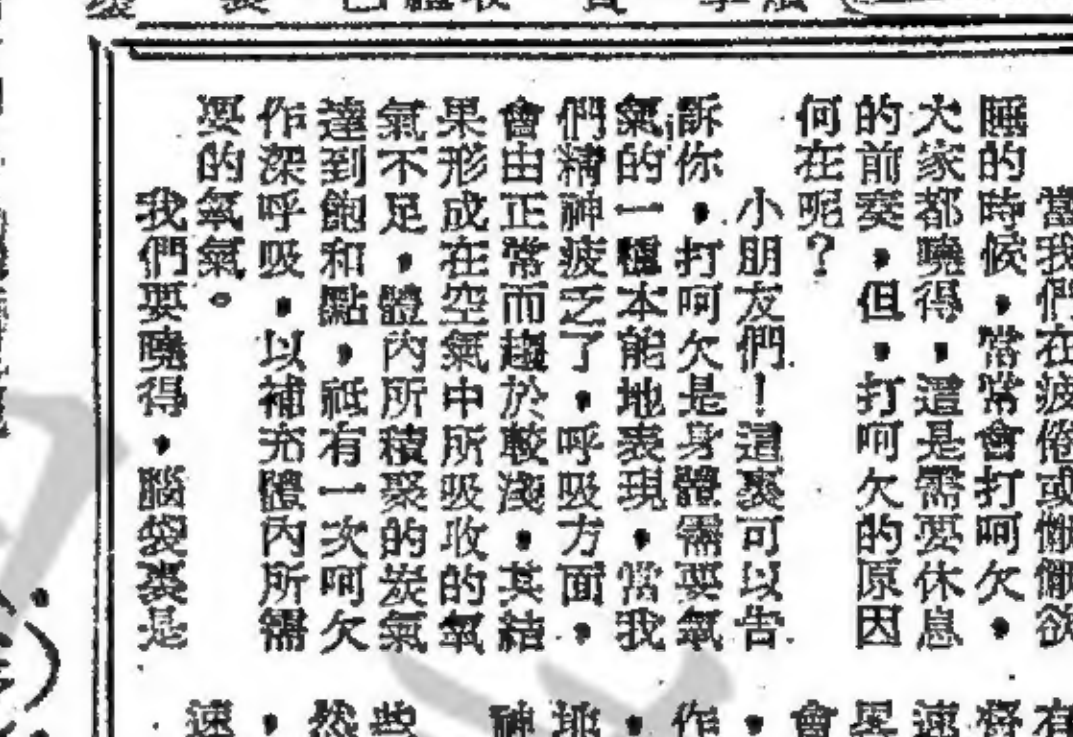 當我們在疲倦或懶懨欲
睡的時候，常常會打呵欠。
大家都曉得，這是需要休息
的前奏，但，打呵欠的原因
何在呢？
小朋友們！這裏可以告
訴你，打呵欠是身體需要氧
氣的一種本能地表現，當我
們精神疲乏了，呼吸方面，
會由正常而趨於較淺，其結
果形成在空氣中所吸收的氧
氣不足，體內所積聚的炭氣
達到飽和點，祗有一次呵欠
作深呼吸，以補充體內所需
要的氧氣。
我們要曉得，腦袋裏是